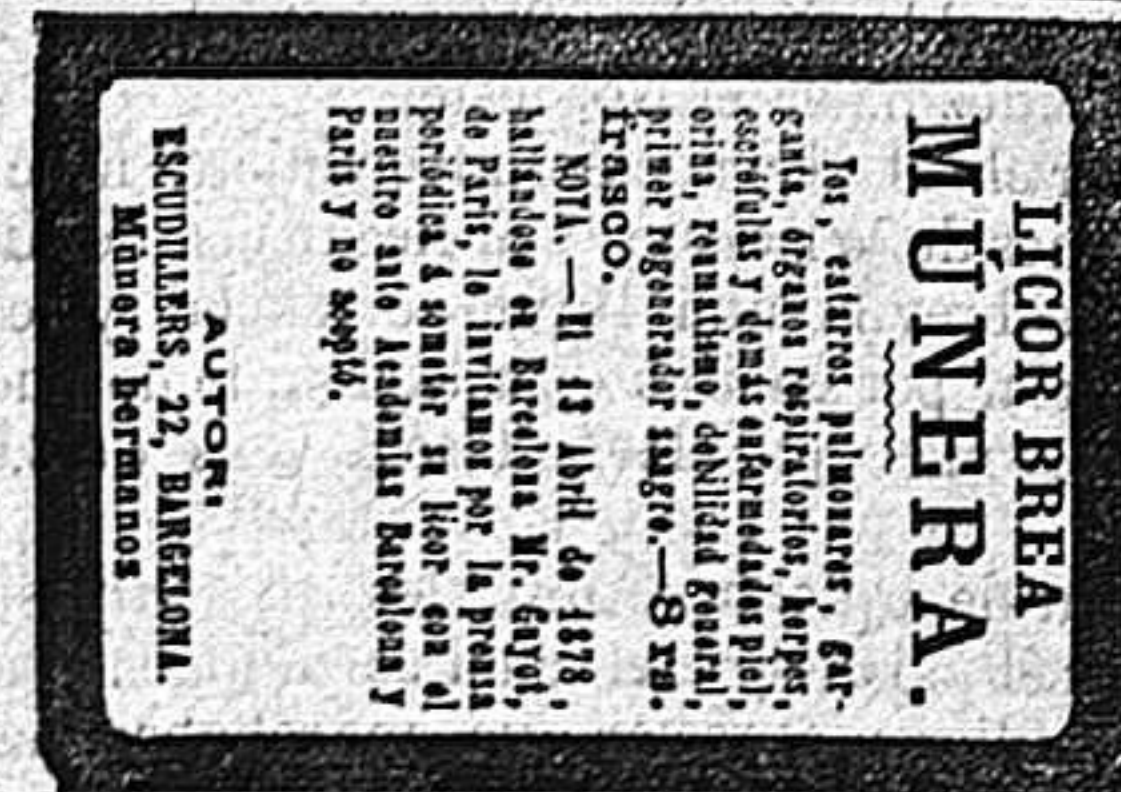 LICOR BREA
MÚNERA.
Tos, catarros pulmonares, gar-
ganta, órganos respiratorios, herpes,
escrófulas y demás enfermedades piel,
orina, reumatismo, debilidad general,
primer regenerador sangre.—8 rs.
frasco.
NOTA.—El 13 Abril de 1878,
hallándose en Barcelona Mr. Guyot,
de París, lo invitamos por la prensa
periódica á someter su licor con el
nuestro ante Academias Barcelona y
París y no aceptó.
AUTOR:
ESCUDILLERS, 22, BARCELONA.
Múnera hermanos